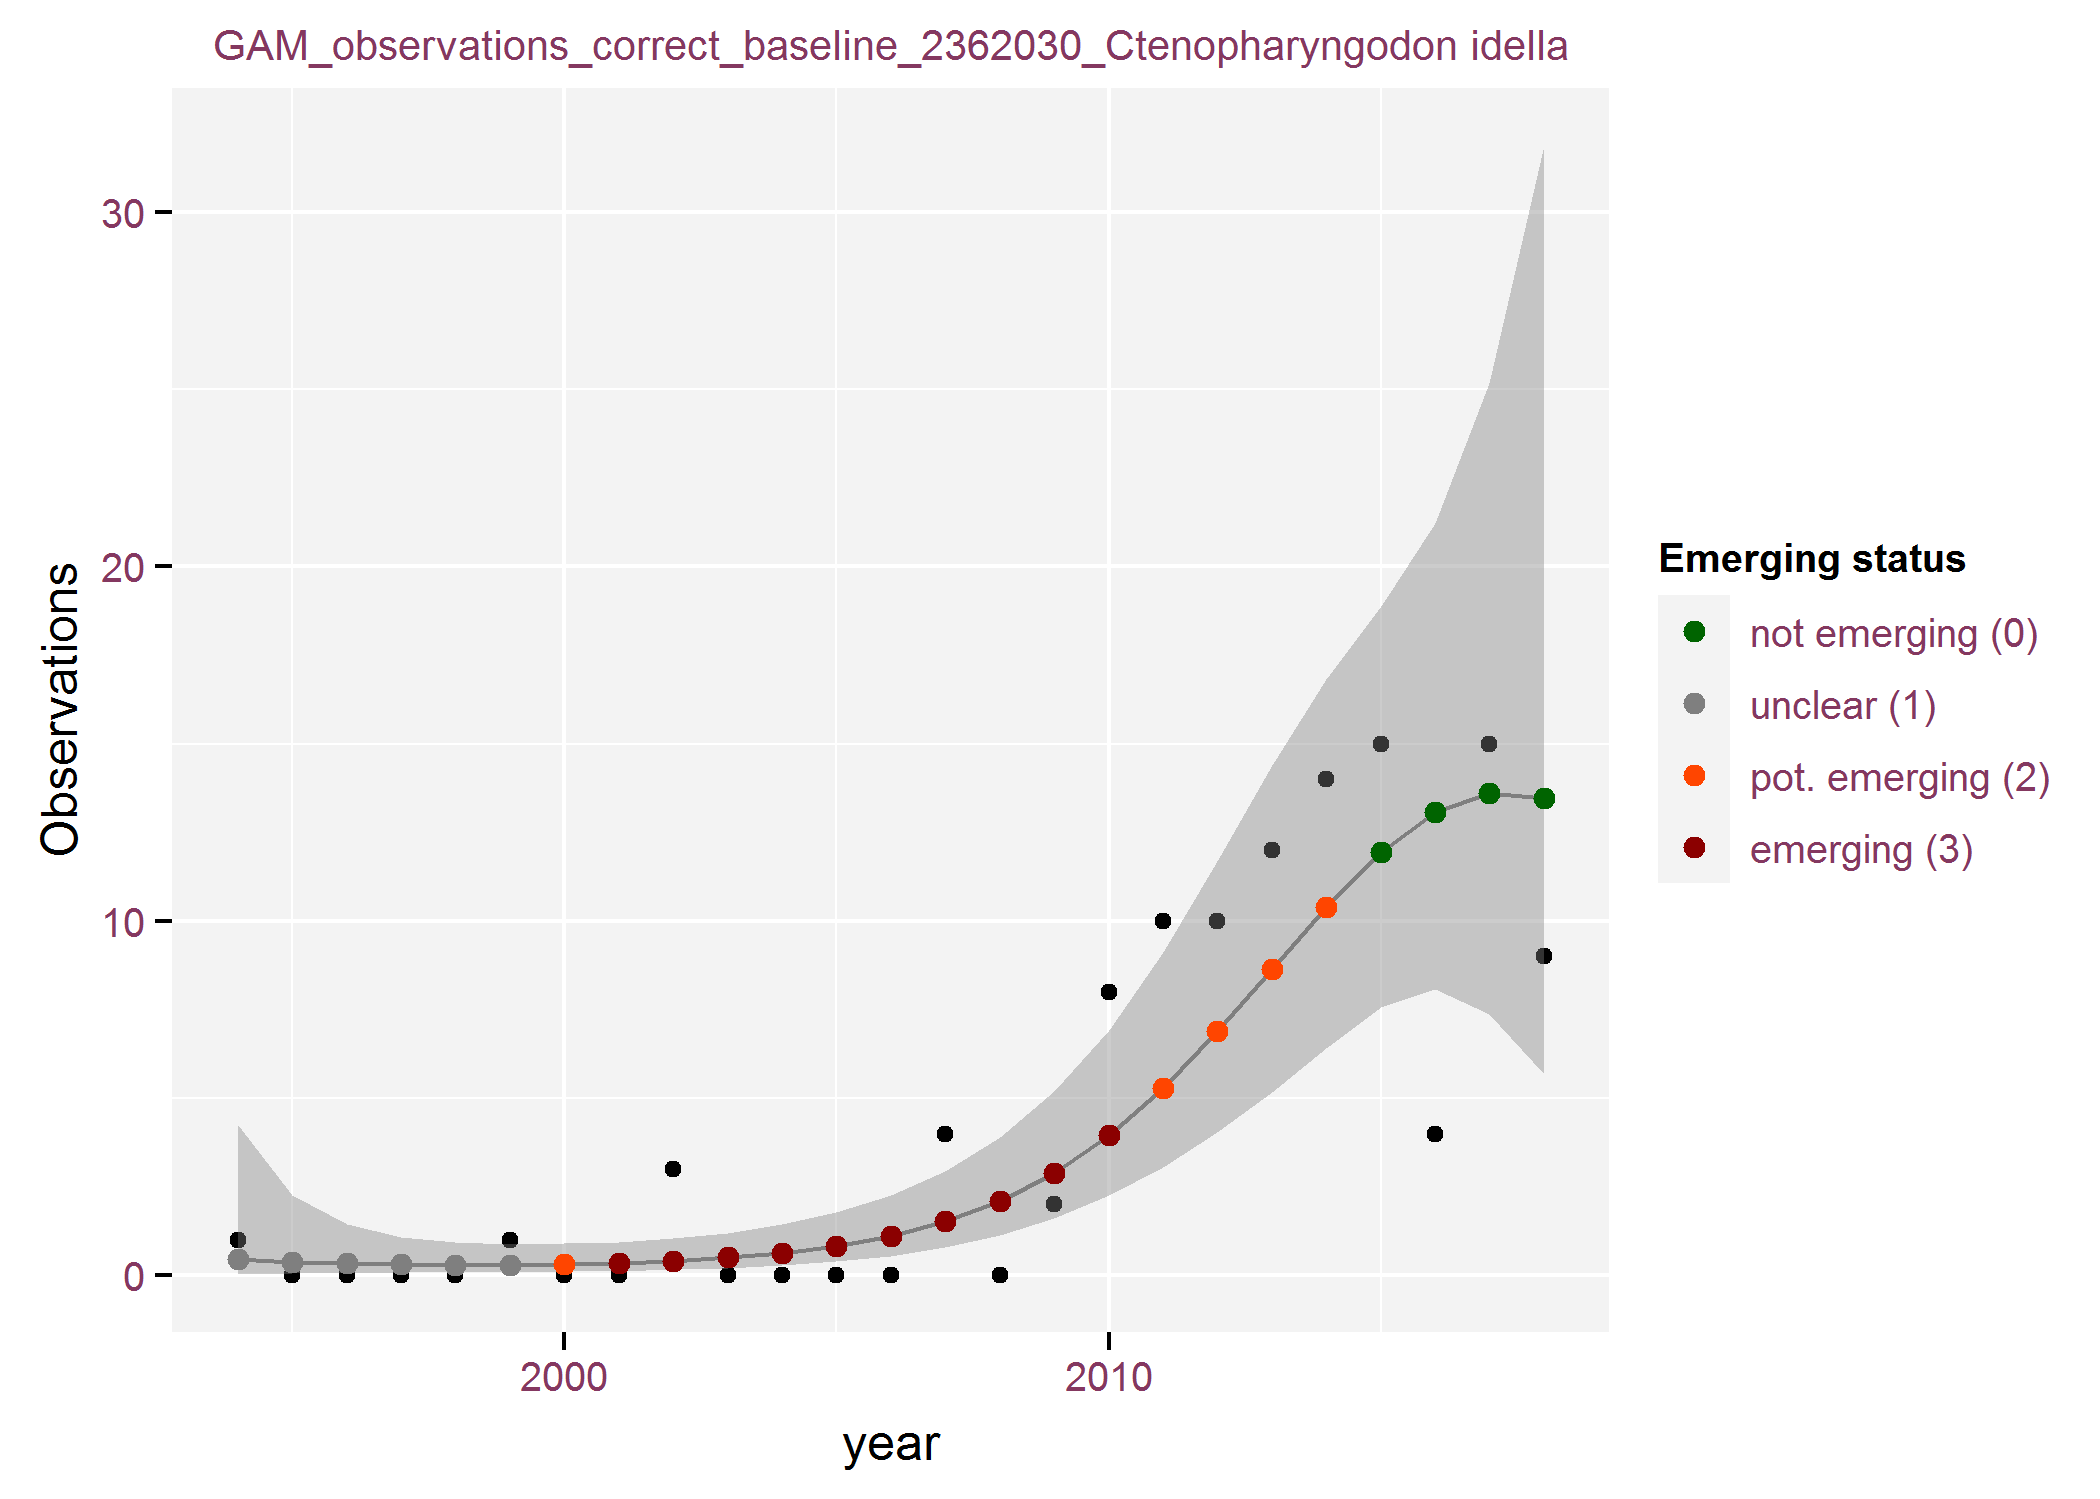 GAM_observations_correct_baseline_2362030_Ctenopharyngodon idella
30
20
10
0
Observations
2000
2010
year
Emerging status
not emerging (0)
unclear (1)
pot. emerging (2)
emerging (3)